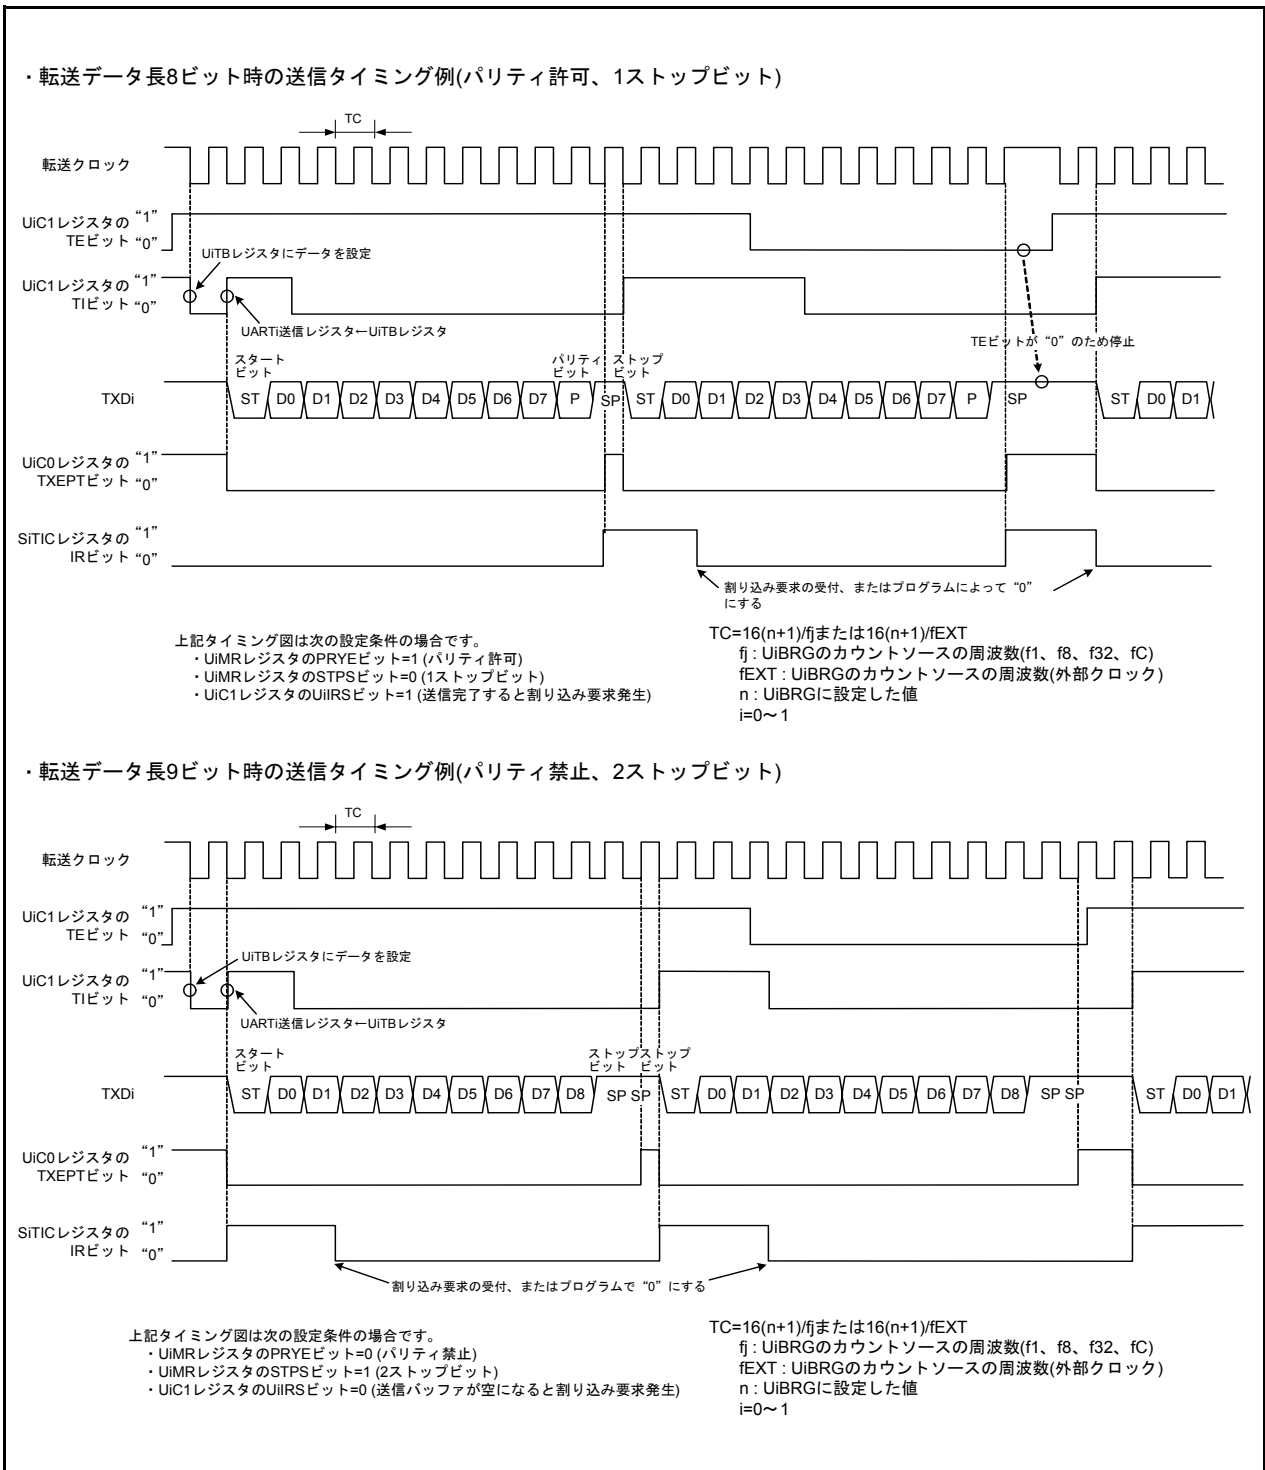 ・転送データ長8ビット時の送信タイミング例(パリティ許可、1ストップビット)
TC
転送クロック
UiC1レジスタの “1”
TEビット “0”
UiTBレジスタにデータを設定
UiC1レジスタの “1”
TIビット “0”
UARTi送信レジスタ←UiTBレジスタ
TEビットが “0” のため停止
スタート
ビット
パリティ
ビット
ストップ
ビット
TXDi ST D0 D1 D2 D3 D4 D5 D6 D7 P SP ST D0 D1 D2 D3 D4 D5 D6 D7 P SP ST D0 D1
UiC0レジスタの “1”
TXEPTビット “0”
SiTICレジスタの “1”
IRビット “0”
割り込み要求の受付、またはプログラムによって “0”
にする
上記タイミング図は次の設定条件の場合です。
・UiMRレジスタのPRYEビット=1 (パリティ許可)
・UiMRレジスタのSTPSビット=0 (1ストップビット)
・UiC1レジスタのUiIRSビット=1 (送信完了すると割り込み要求発生)
TC=16(n+1)/fjまたは16(n+1)/fEXT
fj : UiBRGのカウントソースの周波数(f1、f8、f32、fC)
fEXT : UiBRGのカウントソースの周波数(外部クロック)
n : UiBRGに設定した値
i=0～1
・転送データ長9ビット時の送信タイミング例(パリティ禁止、2ストップビット)
TC
転送クロック
UiC1レジスタの “1”
TEビット “0”
UiTBレジスタにデータを設定
UiC1レジスタの “1”
TIビット “0”
UARTi送信レジスタ←UiTBレジスタ
スタート
ビット
ストップ
ビット
ストップ
ビット
TXDi ST D0 D1 D2 D3 D4 D5 D6 D7 D8 SP SP ST D0 D1 D2 D3 D4 D5 D6 D7 D8 SP SP ST D0 D1
UiC0レジスタの “1”
TXEPTビット “0”
SiTICレジスタの “1”
IRビット “0”
割り込み要求の受付、またはプログラムで “0” にする
上記タイミング図は次の設定条件の場合です。
・UiMRレジスタのPRYEビット=0 (パリティ禁止)
・UiMRレジスタのSTPSビット=1 (2ストップビット)
・UiC1レジスタのUiIRSビット=0 (送信バッファが空になると割り込み要求発生)
TC=16(n+1)/fjまたは16(n+1)/fEXT
fj : UiBRGのカウントソースの周波数(f1、f8、f32、fC)
fEXT : UiBRGのカウントソースの周波数(外部クロック)
n : UiBRGに設定した値
i=0～1